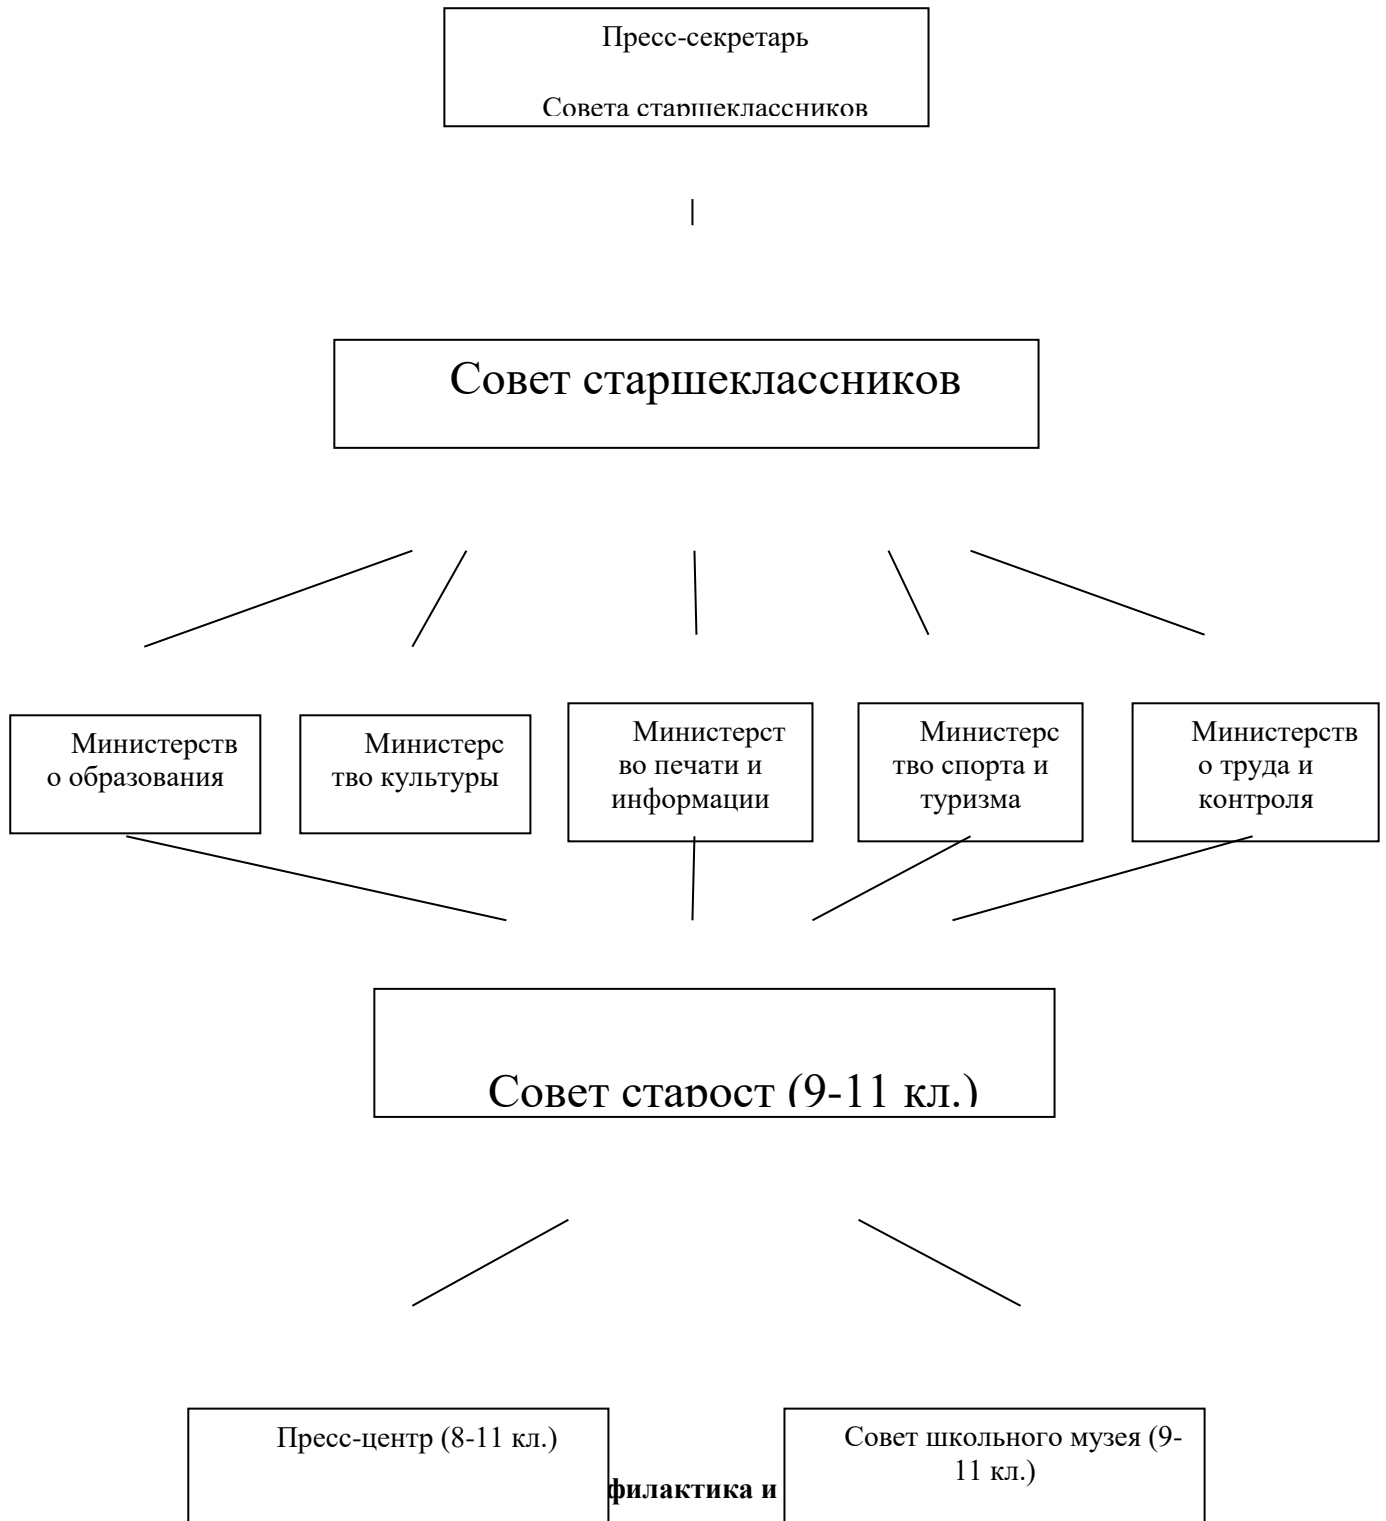 Пресс-секретарь
Совета старшеклассников
Совет старшеклассников
Министерств
о образования
Министерс
тво культуры
Министерст
во печати и
информации
Министерс
тво спорта и
туризма
Министерств
о труда и
контроля
Совет старост (9-11 кл.)
Пресс-центр (8-11 кл.)
Совет школьного музея (9-
11 кл.)
филактика и